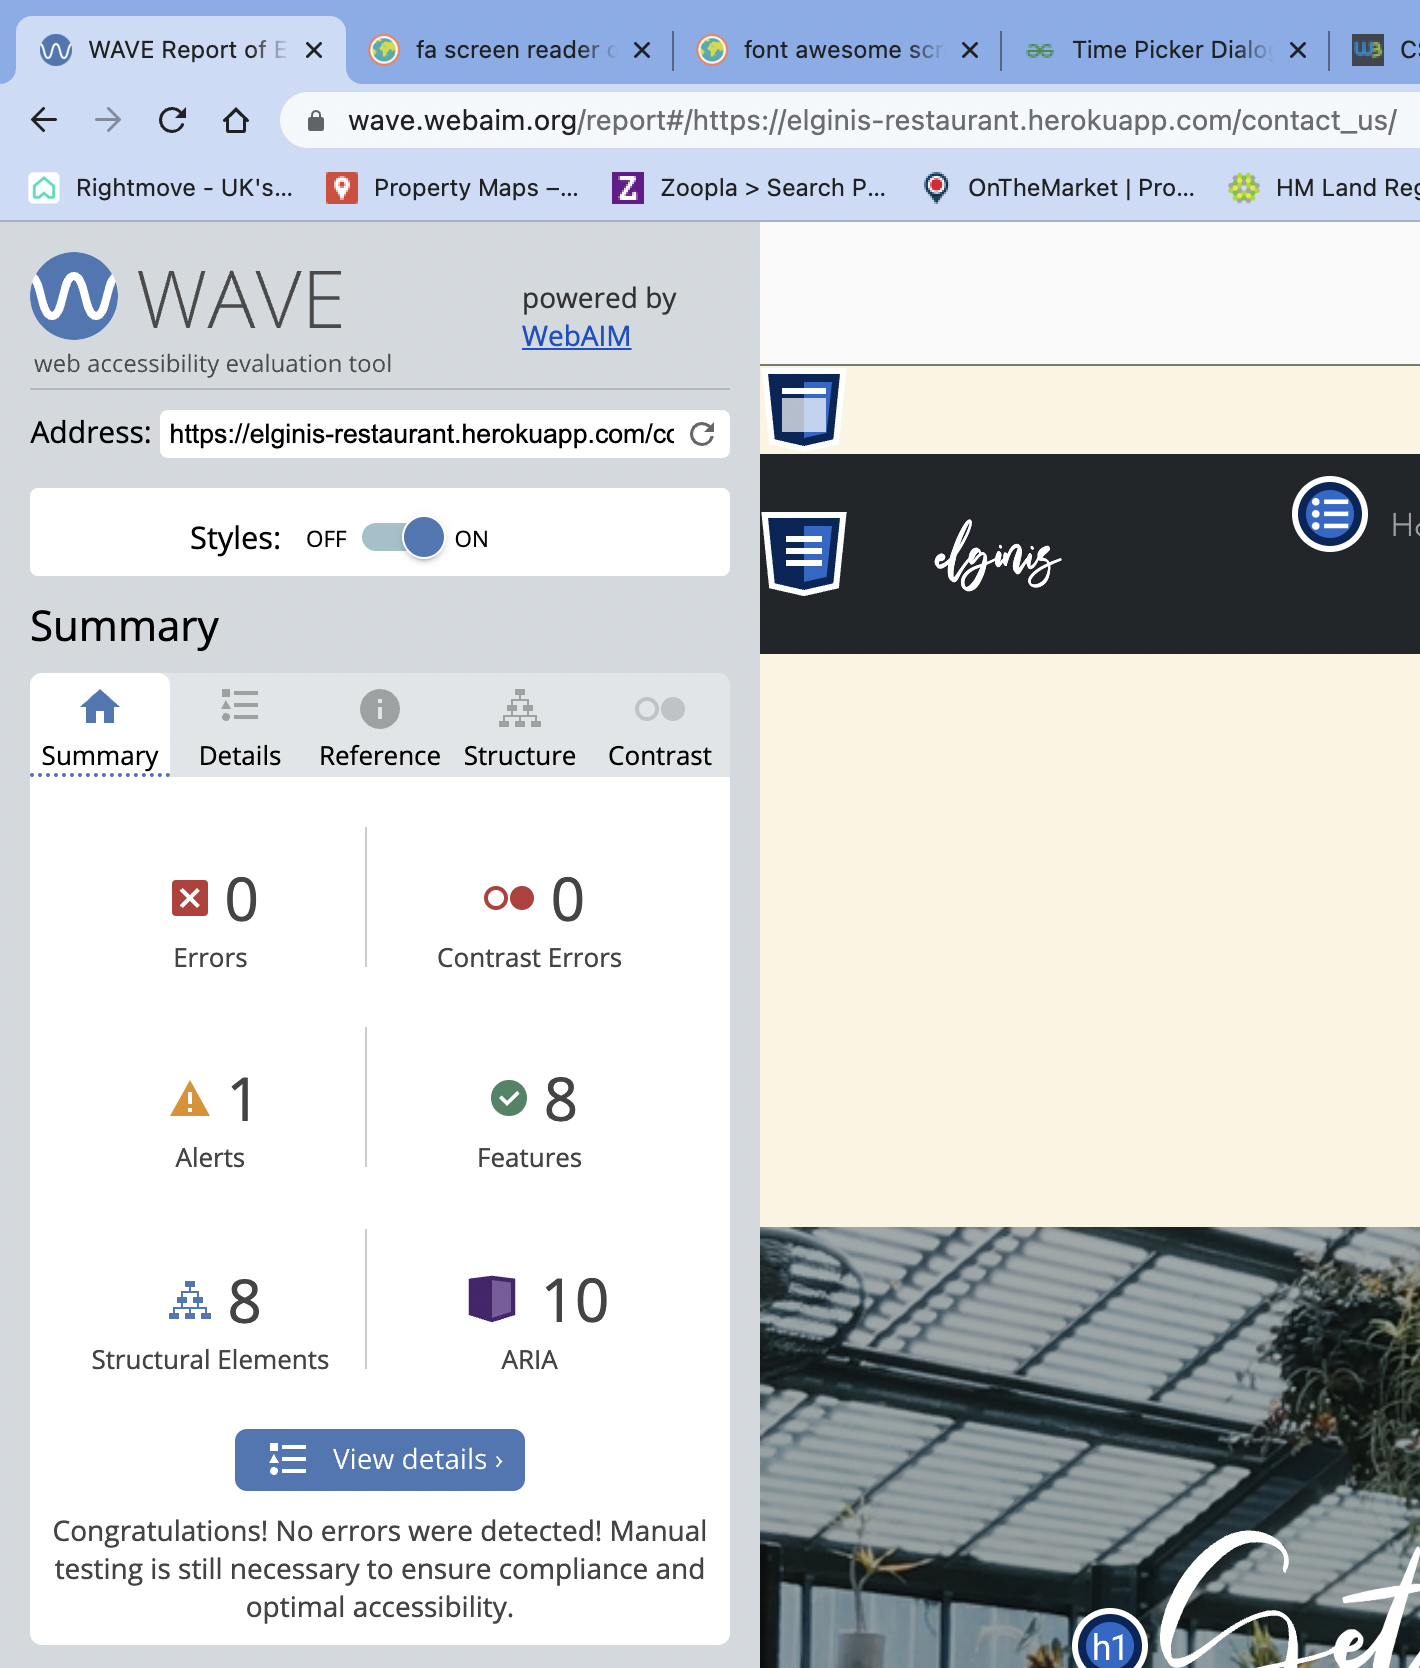 WAVE Report of E
fa screen reader o
font awesome scr
Time Picker Dialog
CS
wave.webaim.org/report#/https://elginis-restaurant.herokuapp.com/contact_us/
Rightmove - UK's...
Property Maps –...
Zoopla > Search P...
OnTheMarket | Pro...
HM Land Reg
WAVE
web accessibility evaluation tool
powered by
WebAIM
Address: https://elginis-restaurant.herokuapp.com/co
Styles: OFF ON
elginis
Ho
Summary
Summary
Details
Reference
Structure
Contrast
0
Errors
0
Contrast Errors
1
Alerts
8
Features
8
Structural Elements
10
ARIA
View details ›
Congratulations! No errors were detected! Manual
testing is still necessary to ensure compliance and
optimal accessibility.
h1
Get